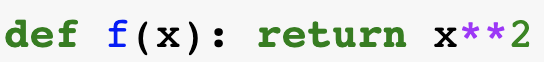 def f(x): return x**2